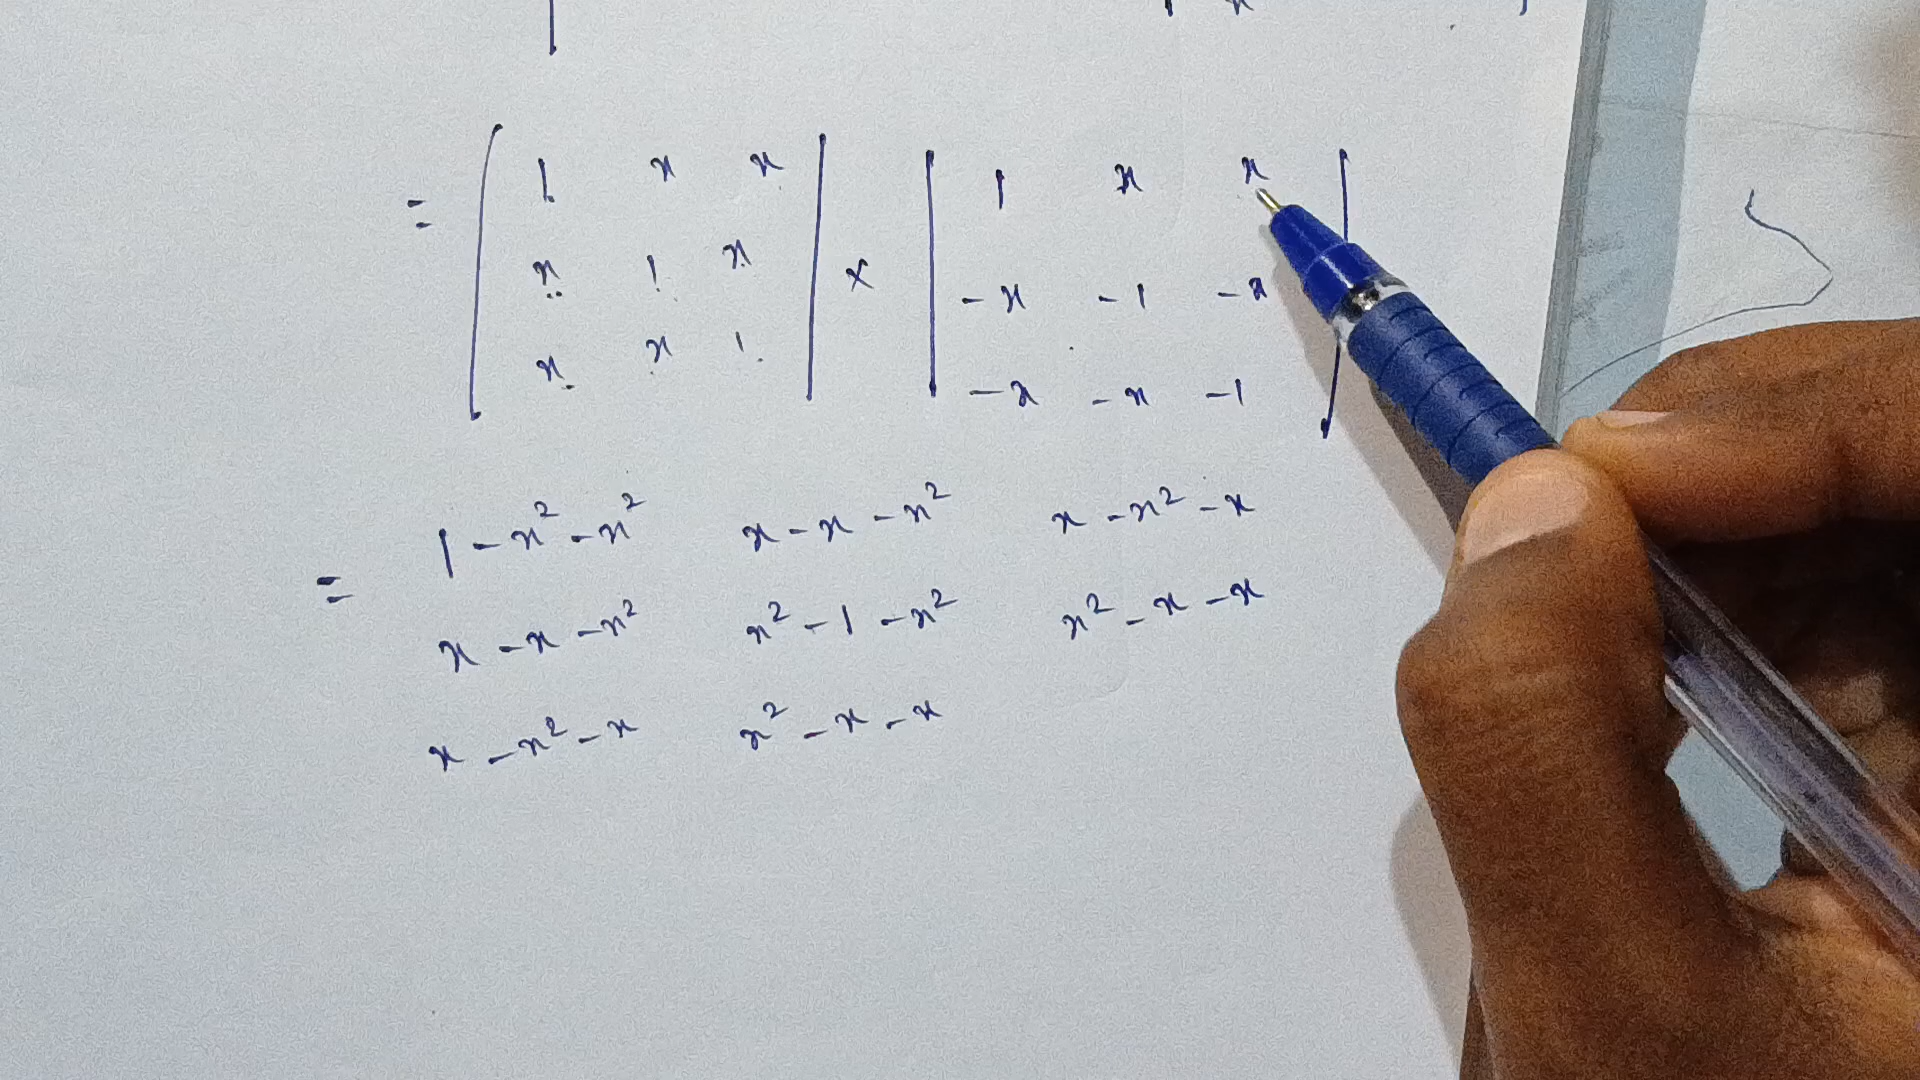 = | 1 x x | × | 1 x x |
| x 1 x | | -x -1 -x |
| x x 1 | | -x -x -1 |
= 1 - x² - x² x - x - x² x - x² - x
x - x - x² x² - 1 - x² x² - x - x
x - x² - x x² - x - x